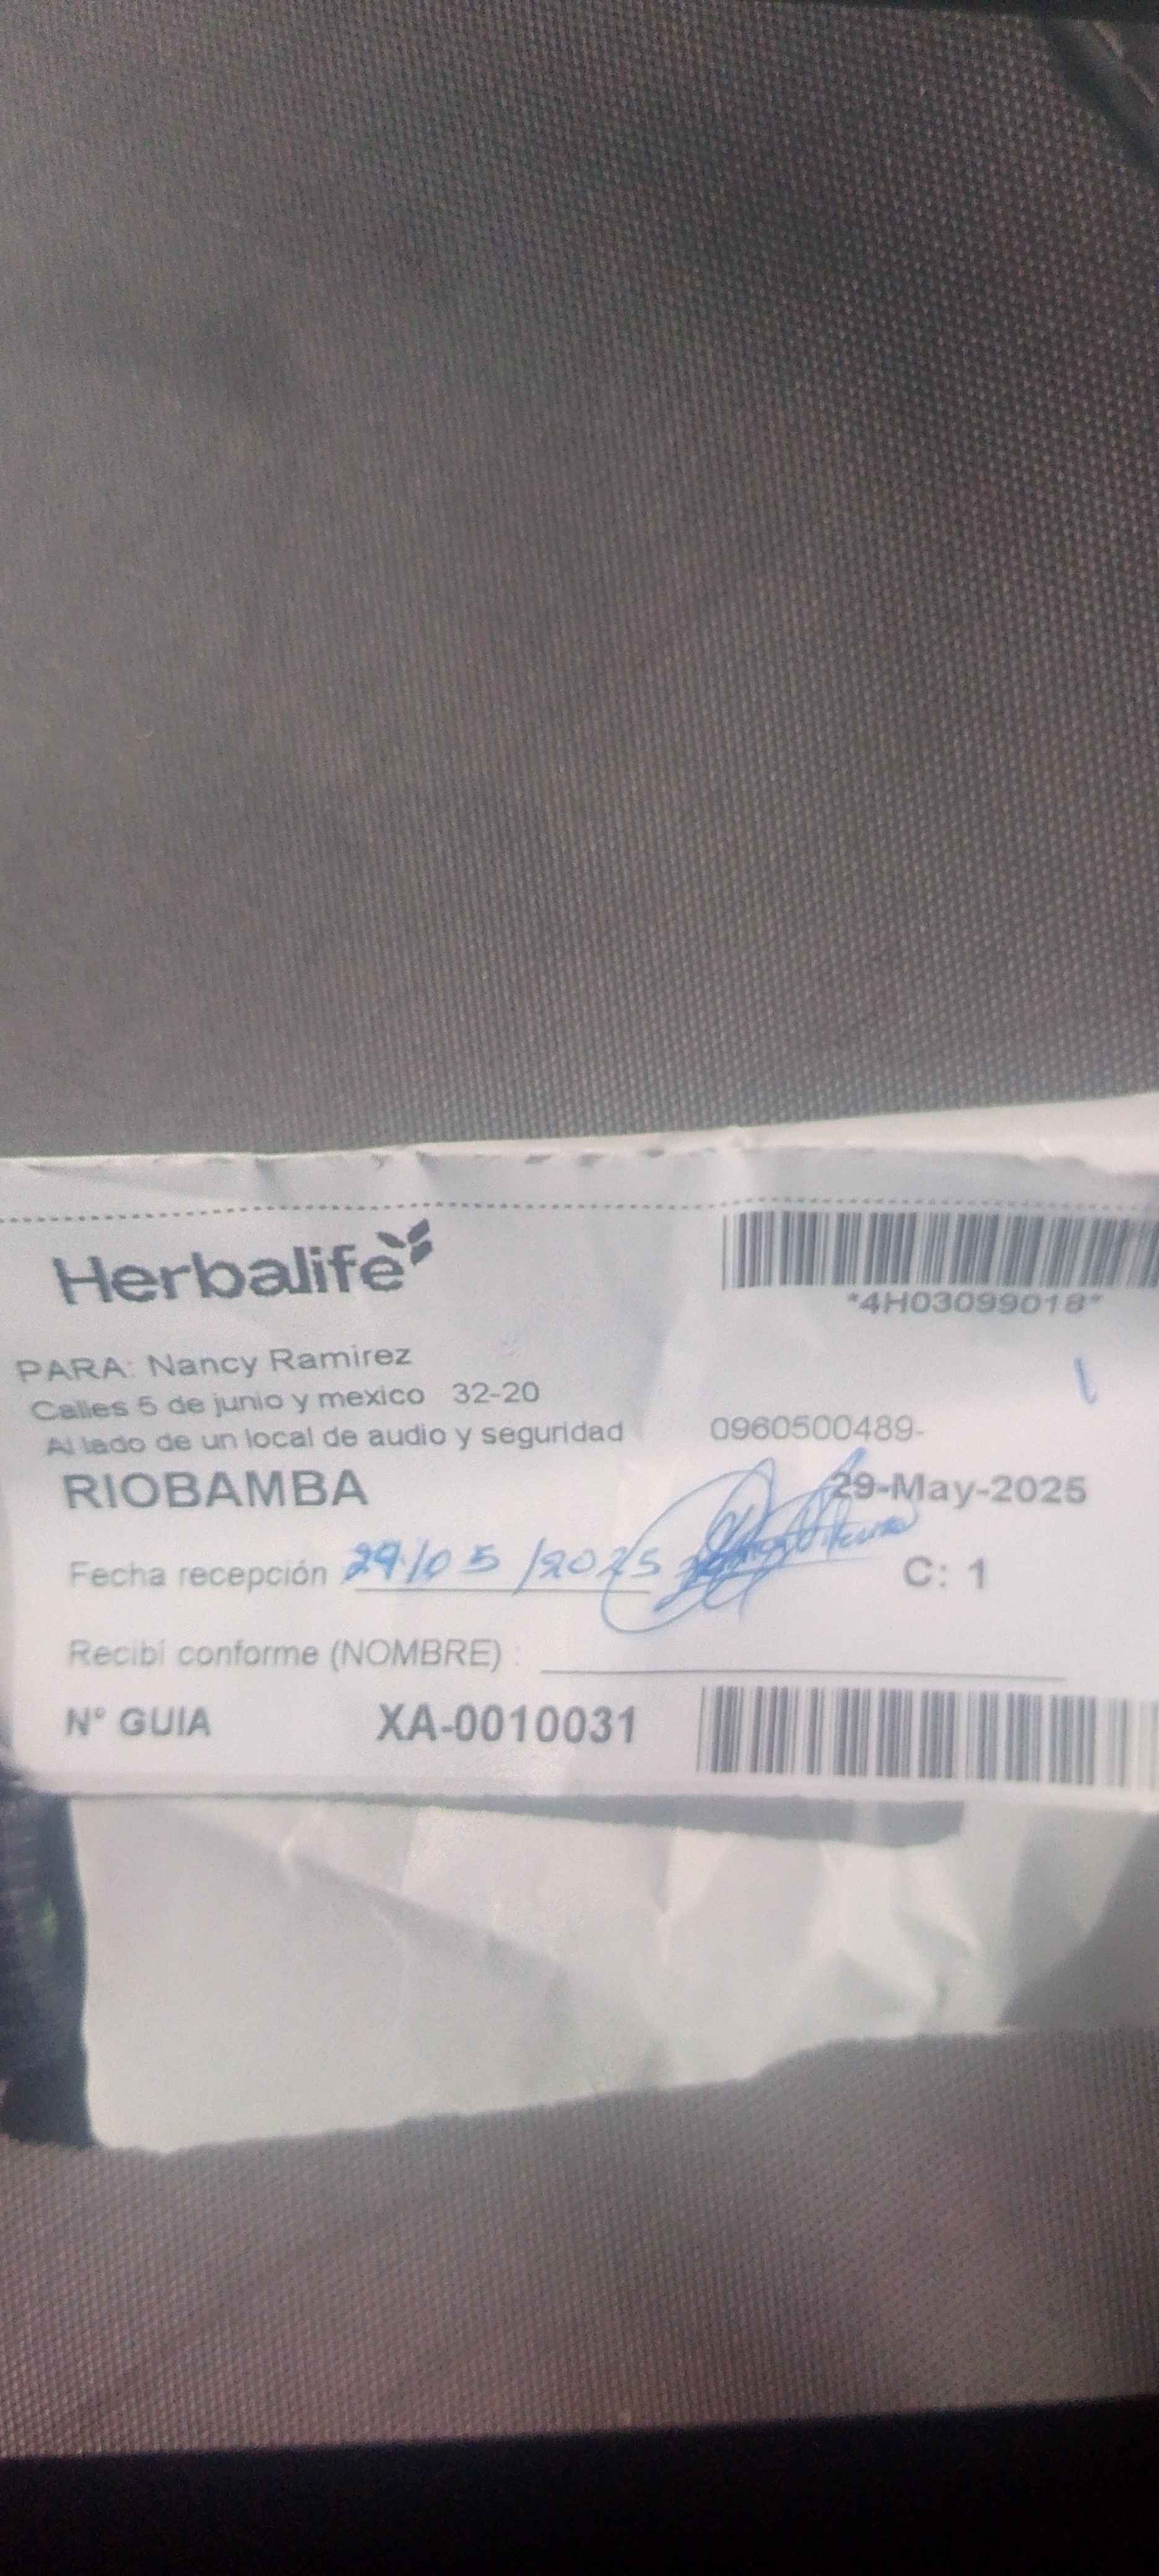 Herbalife
*4H03099018*
PARA: Nancy Ramirez
Calles 5 de junio y mexico 32-20
Al lado de un local de audio y seguridad 0960500489-
RIOBAMBA 29-May-2025
Fecha recepción 29/05/2025
C: 1
Recibí conforme (NOMBRE) :
N° GUIA XA-0010031